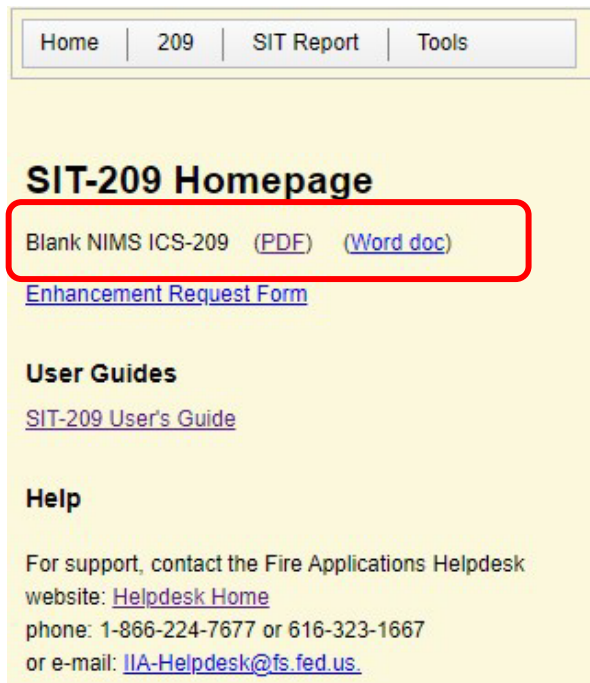 Home 209 SIT Report Tools
SIT-209 Homepage
Blank NIMS ICS-209 (PDF) (Word doc)
Enhancement Request Form
User Guides
SIT-209 User's Guide
Help
For support, contact the Fire Applications Helpdesk
website: Helpdesk Home
phone: 1-866-224-7677 or 616-323-1667
or e-mail: IIA-Helpdesk@fs.fed.us.